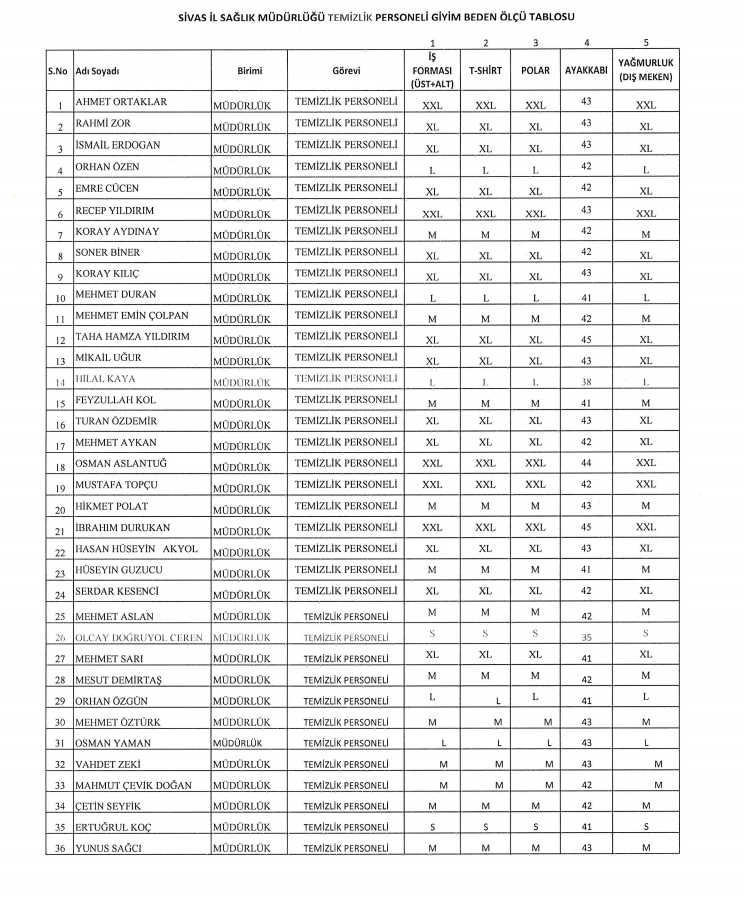 SİVAS İL SAĞLIK MÜDÜRLÜĞÜ TEMİZLİK PERSONELİ GİYİM BEDEN ÖLÇÜ TABLOSU
1 2 3 4 5
S.No Adı Soyadı Birimi Görevi İŞ FORMASI (ÜST+ALT) T-SHİRT POLAR AYAKKABI YAĞMURLUK (DIŞ MEKEN)
1 AHMET ORTAKLAR MÜDÜRLÜK TEMİZLİK PERSONELİ XXL XXL XXL 43 XXL
2 RAHMİ ZOR MÜDÜRLÜK TEMİZLİK PERSONELİ XL XL XL 43 XL
3 İSMAİL ERDOGAN MÜDÜRLÜK TEMİZLİK PERSONELİ XL XL XL 43 XL
4 ORHAN ÖZEN MÜDÜRLÜK TEMİZLİK PERSONELİ L L L 42 L
5 EMRE CÜCEN MÜDÜRLÜK TEMİZLİK PERSONELİ XL XL XL 42 XL
6 RECEP YILDIRIM MÜDÜRLÜK TEMİZLİK PERSONELİ XXL XXL XXL 43 XXL
7 KORAY AYDINAY MÜDÜRLÜK TEMİZLİK PERSONELİ M M M 42 M
8 SONER BİNER MÜDÜRLÜK TEMİZLİK PERSONELİ XL XL XL 42 XL
9 KORAY KILIÇ MÜDÜRLÜK TEMİZLİK PERSONELİ XL XL XL 43 XL
10 MEHMET DURAN MÜDÜRLÜK TEMİZLİK PERSONELİ L L L 41 L
11 MEHMET EMİN ÇOLPAN MÜDÜRLÜK TEMİZLİK PERSONELİ M M M 42 M
12 TAHA HAMZA YILDIRIM MÜDÜRLÜK TEMİZLİK PERSONELİ XL XL XL 45 XL
13 MİKAİL UĞUR MÜDÜRLÜK TEMİZLİK PERSONELİ XL XL XL 43 XL
14 HİLAL KAYA MÜDÜRLÜK TEMİZLİK PERSONELİ L L L 38 L
15 FEYZULLAH KOL MÜDÜRLÜK TEMİZLİK PERSONELİ M M M 41 M
16 TURAN ÖZDEMİR MÜDÜRLÜK TEMİZLİK PERSONELİ XL XL XL 43 XL
17 MEHMET AYKAN MÜDÜRLÜK TEMİZLİK PERSONELİ XL XL XL 42 XL
18 OSMAN ASLANTUĞ MÜDÜRLÜK TEMİZLİK PERSONELİ XXL XXL XXL 44 XXL
19 MUSTAFA TOPÇU MÜDÜRLÜK TEMİZLİK PERSONELİ XXL XXL XXL 42 XXL
20 HİKMET POLAT MÜDÜRLÜK TEMİZLİK PERSONELİ M M M 43 M
21 İBRAHIM DURUKAN MÜDÜRLÜK TEMİZLİK PERSONELİ XXL XXL XXL 45 XXL
22 HASAN HÜSEYİN AKYOL MÜDÜRLÜK TEMİZLİK PERSONELİ XL XL XL 43 XL
23 HÜSEYIN GUZUCU MÜDÜRLÜK TEMİZLİK PERSONELİ M M M 41 M
24 SERDAR KESENCİ MÜDÜRLÜK TEMİZLİK PERSONELİ XL XL XL 42 XL
25 MEHMET ASLAN MÜDÜRLÜK TEMİZLİK PERSONELİ M M M 42 M
26 OLCAY DOĞRUYOL CEREN MÜDÜRLÜK TEMİZLİK PERSONELİ S S S 35 S
27 MEHMET SARI MÜDÜRLÜK TEMİZLİK PERSONELİ XL XL XL 41 XL
28 MESUT DEMİRTAŞ MÜDÜRLÜK TEMİZLİK PERSONELİ M M M 42 M
29 ORHAN ÖZGÜN MÜDÜRLÜK TEMİZLİK PERSONELİ L L L 41 L
30 MEHMET ÖZTÜRK MÜDÜRLÜK TEMİZLİK PERSONELİ M M M 43 M
31 OSMAN YAMAN MÜDÜRLÜK TEMİZLİK PERSONELİ L L L 43 L
32 VAHDET ZEKİ MÜDÜRLÜK TEMİZLİK PERSONELİ M M M 43 M
33 MAHMUT ÇEVİK DOĞAN MÜDÜRLÜK TEMİZLİK PERSONELİ M M M 42 M
34 ÇETİN SEYFİK MÜDÜRLÜK TEMİZLİK PERSONELİ M M M 42 M
35 ERTUĞRUL KOÇ MÜDÜRLÜK TEMİZLİK PERSONELİ S S S 41 S
36 YUNUS SAĞCI MÜDÜRLÜK TEMİZLİK PERSONELİ M M M 43 M